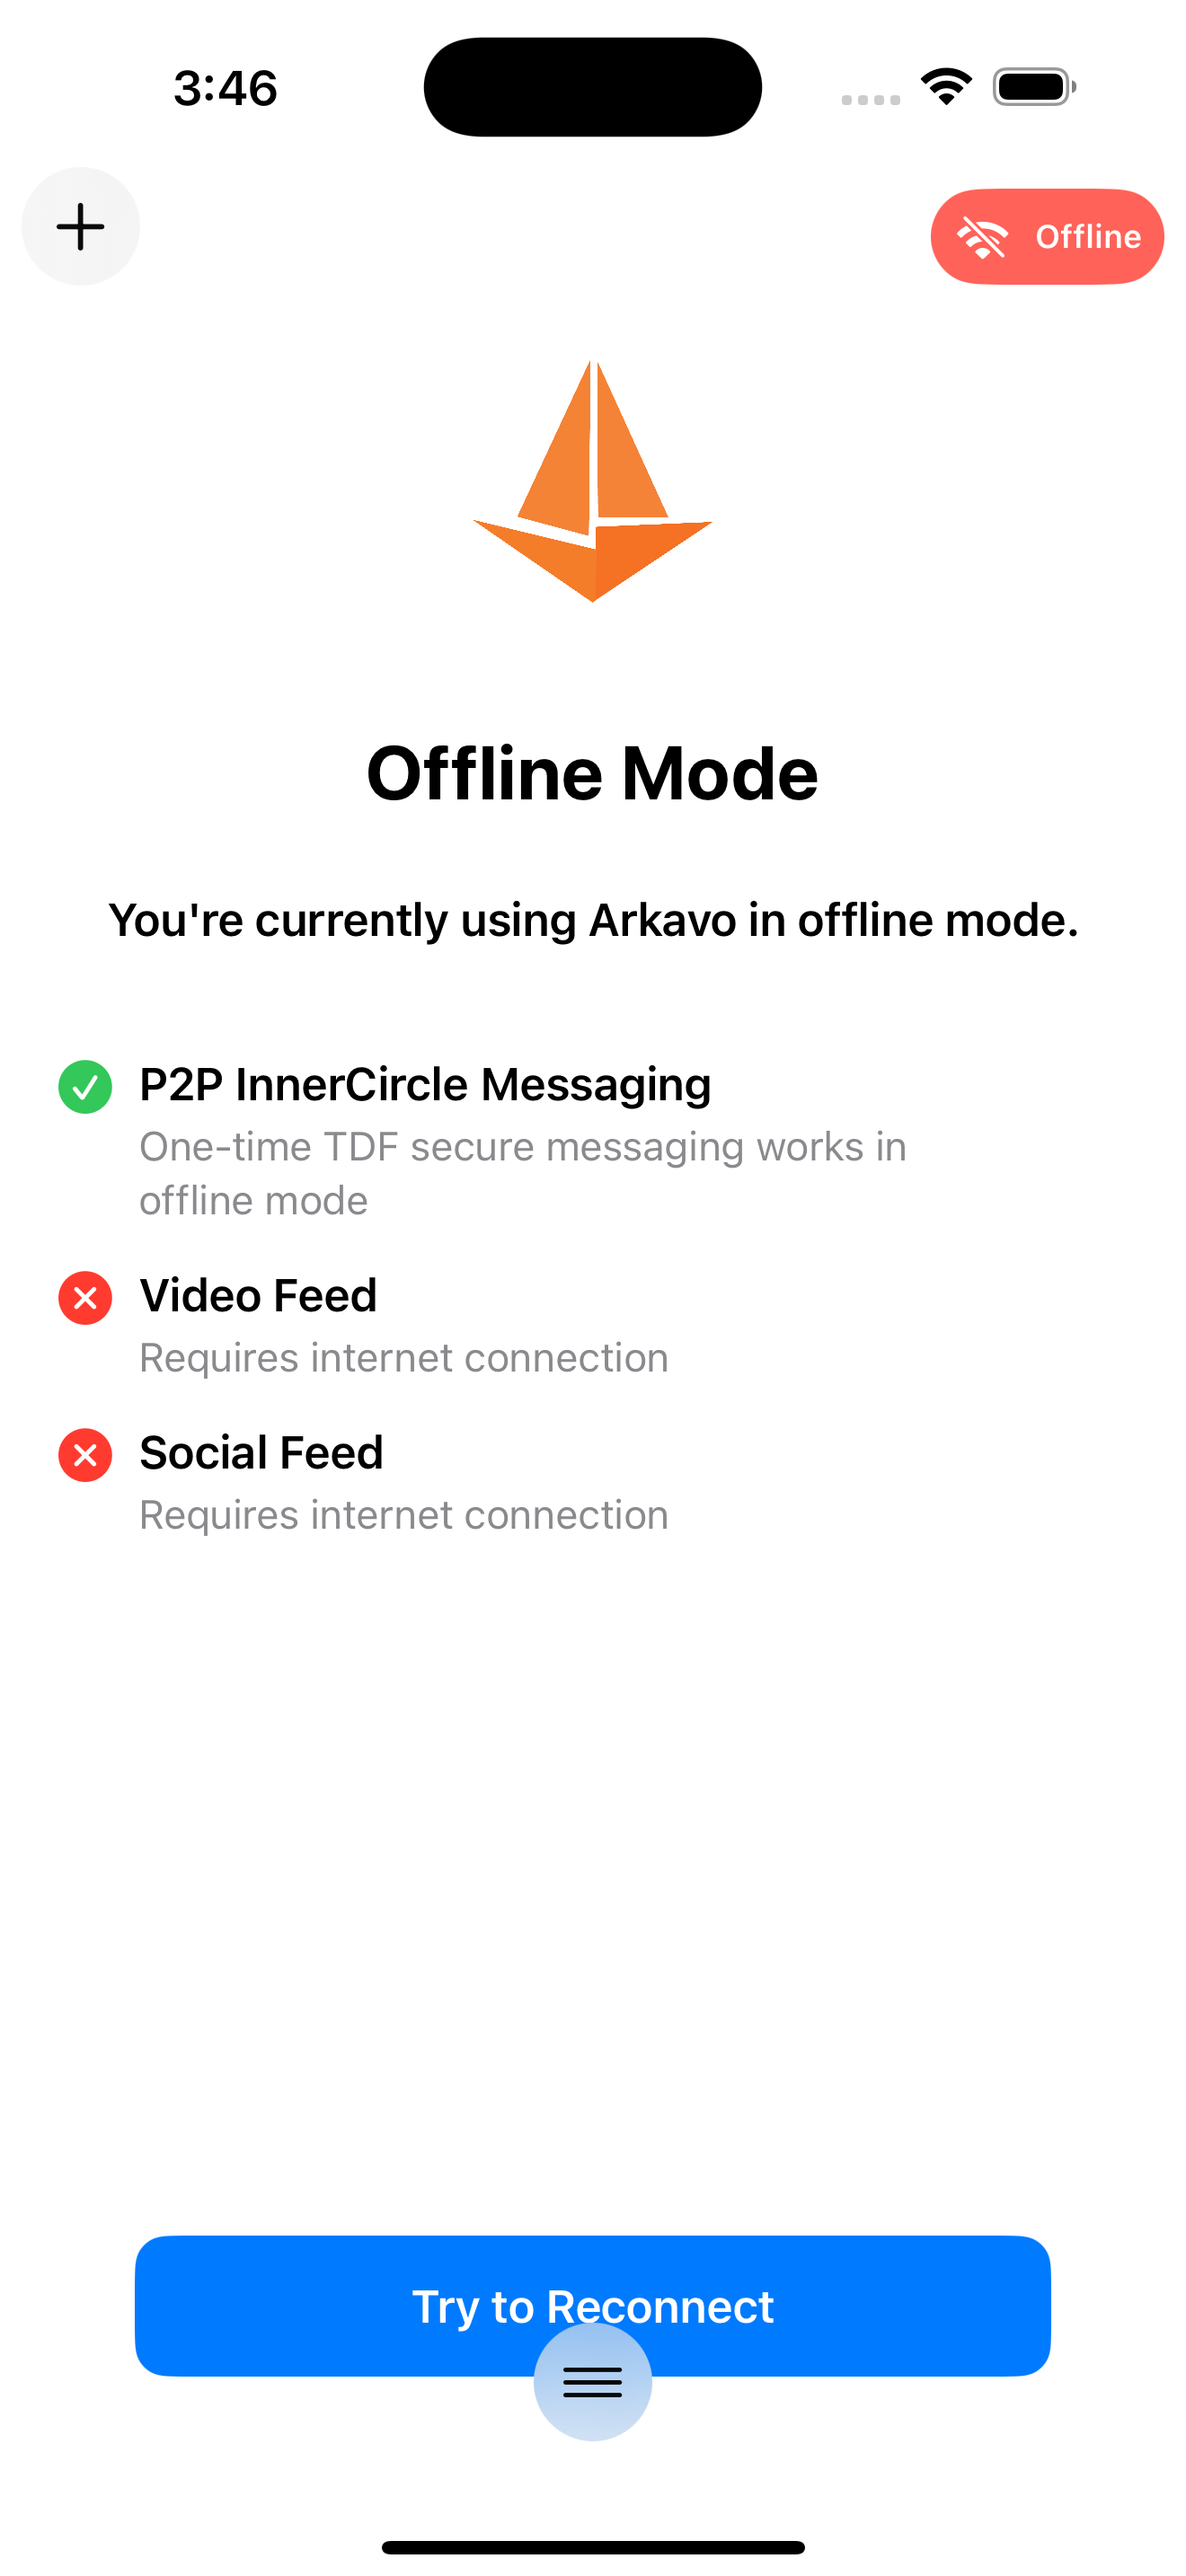 3:46
Offline
Offline Mode
You're currently using Arkavo in offline mode.
P2P InnerCircle Messaging
One-time TDF secure messaging works in
offline mode
Video Feed
Requires internet connection
Social Feed
Requires internet connection
Try to Reconnect